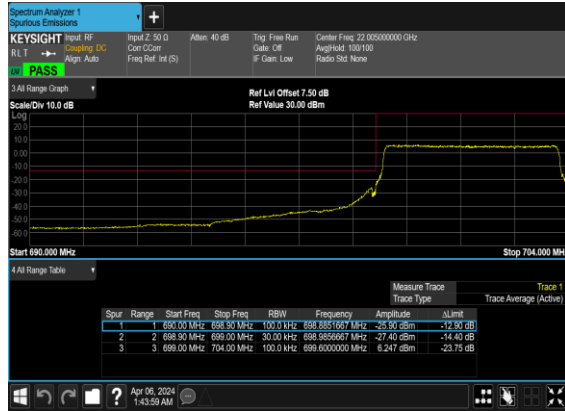 Spectrum Analyzer 1
Spurious Emissions
KEYSIGHT Input: RF Input Z: 50 Ω Atten: 40 dB Trig: Free Run Center Freq: 22.005000000 GHz
RLT Coupling: DC Corr CCorr Gate: Off Avg|Hold: 100/100
Align: Auto Freq Ref: Int (S) IF Gain: Low Radio Std: None
LV PASS
3 All Range Graph
Ref Lvl Offset 7.50 dB
Scale/Div 10.0 dB Ref Value 30.00 dBm
Log
20.0
10.0
0.00
-10.0
-20.0
-30.0
-40.0
-50.0
-60.0
Start 690.000 MHz Stop 704.000 MHz
4 All Range Table
Measure Trace Trace 1
Trace Type Trace Average (Active)
Spur Range Start Freq Stop Freq RBW Frequency Amplitude ΔLimit
1 1 690.00 MHz 698.90 MHz 100.0 kHz 698.8851667 MHz -25.90 dBm -12.90 dB
2 2 698.90 MHz 699.00 MHz 30.00 kHz 698.9856667 MHz -27.40 dBm -14.40 dB
3 3 699.00 MHz 704.00 MHz 100.0 kHz 699.6000000 MHz 6.247 dBm -23.75 dB
? Apr 06, 2024
1:43:59 AM